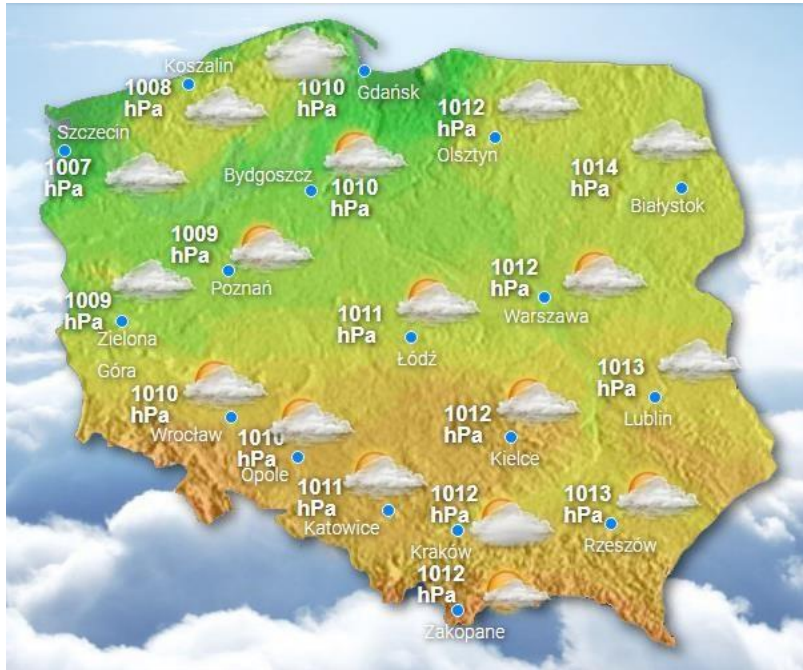 Koszalin
1008
hPa
1010
hPa
Gdańsk
1012
hPa
Olsztyn
Szczecin
1007
hPa
Bydgoszcz
1010
hPa
1014
hPa
Białystok
1009
hPa
Poznań
1012
hPa
Warszawa
1009
hPa
Zielona
Góra
1011
hPa
Łódź
1013
hPa
Lublin
1010
hPa
Wrocław
1012
hPa
Kielce
1010
hPa
Opole
1011
hPa
Katowice
1012
hPa
Kraków
1013
hPa
Rzeszów
1012
hPa
Zakopane